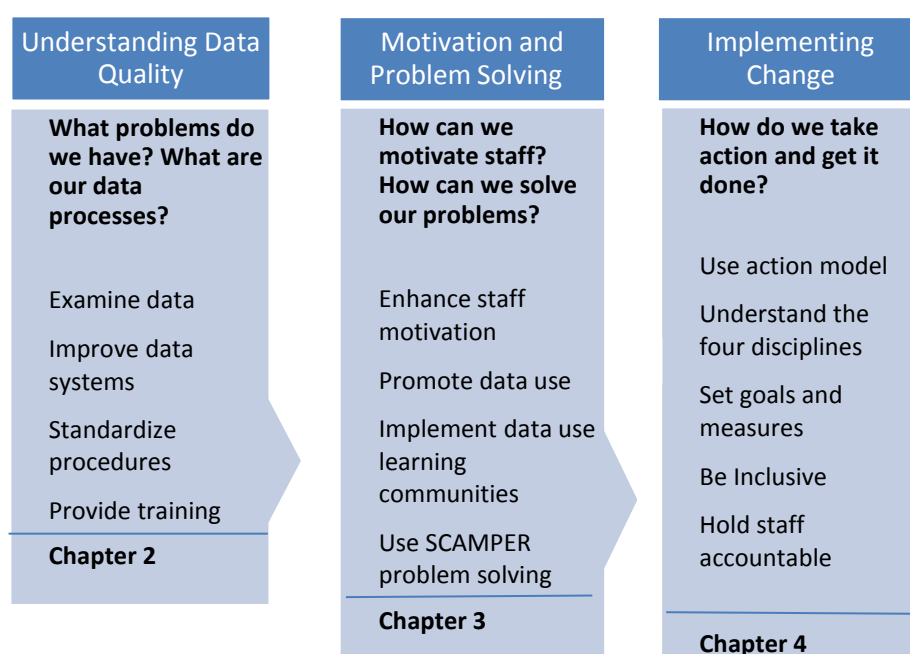 Understanding Data
Quality
What problems do
we have? What are
our data
processes?
Examine data
Improve data
systems
Standardize
procedures
Provide training
Chapter 2
Motivation and
Problem Solving
How can we
motivate staff?
How can we solve
our problems?
Enhance staff
motivation
Promote data use
Implement data use
learning
communities
Use SCAMPER
problem solving
Chapter 3
Implementing
Change
How do we take
action and get it
done?
Use action model
Understand the
four disciplines
Set goals and
measures
Be Inclusive
Hold staff
accountable
Chapter 4